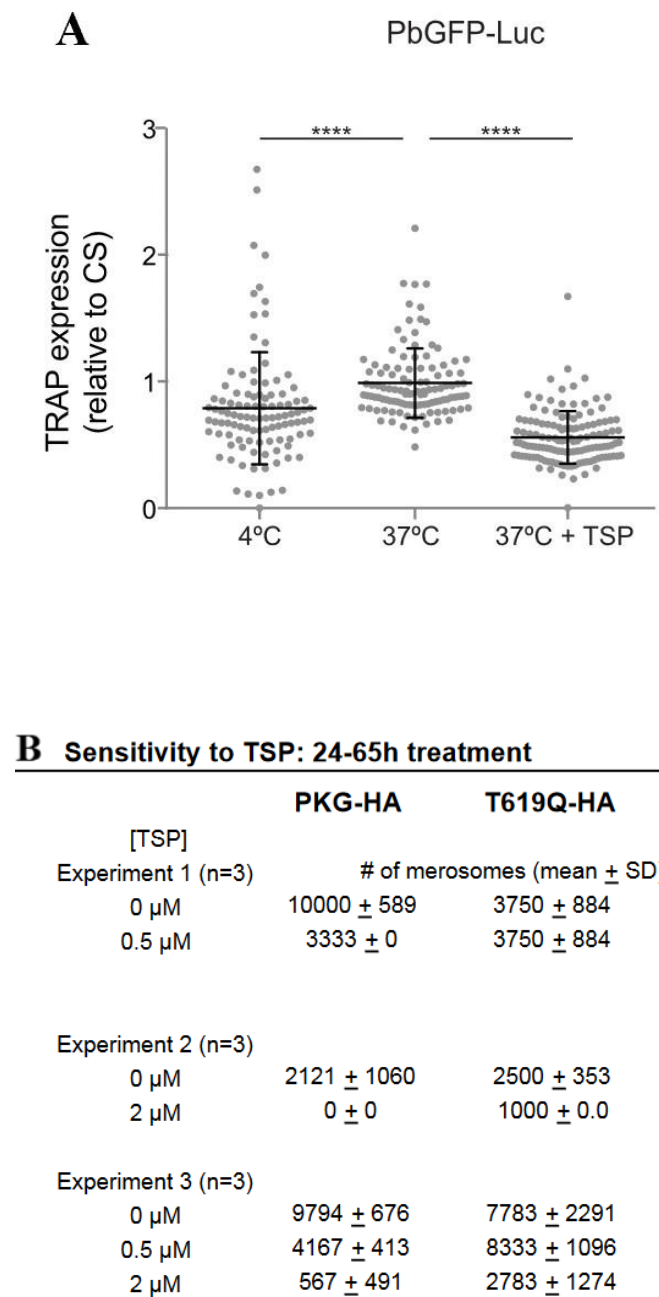 A
PbGFP-Luc
**** ****
3
2
1
0
TRAP expression
(relative to CS)
4ºC 37ºC 37ºC + TSP
B Sensitivity to TSP: 24-65h treatment
PKG-HA T619Q-HA
[TSP]
Experiment 1 (n=3) # of merosomes (mean ± SD)
0 µM 10000 ± 589 3750 ± 884
0.5 µM 3333 ± 0 3750 ± 884
Experiment 2 (n=3)
0 µM 2121 ± 1060 2500 ± 353
2 µM 0 ± 0 1000 ± 0.0
Experiment 3 (n=3)
0 µM 9794 ± 676 7783 ± 2291
0.5 µM 4167 ± 413 8333 ± 1096
2 µM 567 ± 491 2783 ± 1274